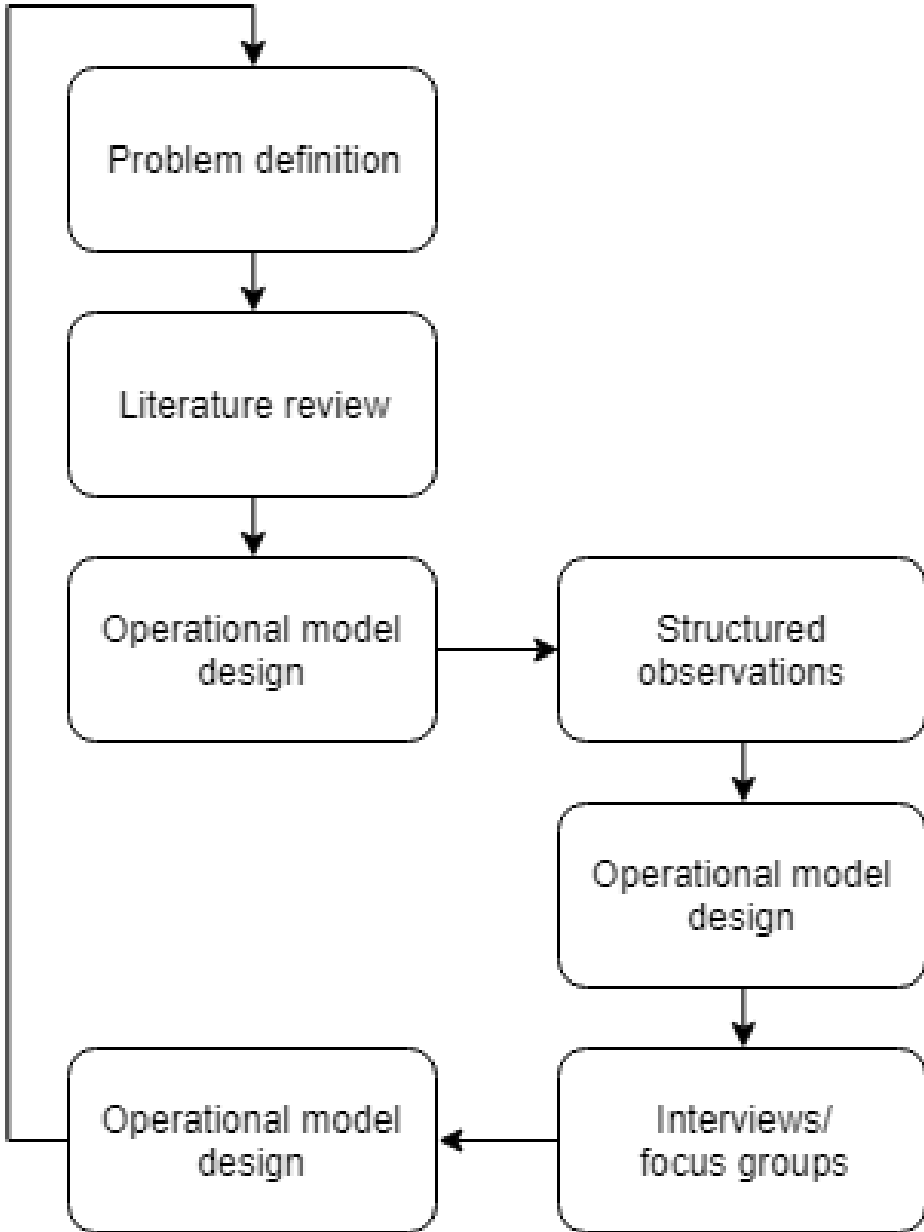 Problem definition
Literature review
Operational model
design
Structured
observations
Operational model
design
Interviews/
focus groups
Operational model
design